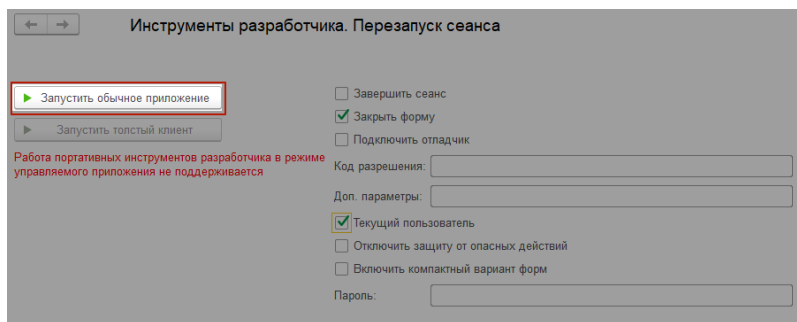 Инструменты разработчика. Перезапуск сеанса
Запустить обычное приложение
Запустить толстый клиент
Работа портативных инструментов разработчика в режиме
управляемого приложения не поддерживается
Завершить сеанс
Закрыть форму
Подключить отладчик
Код разрешения:
Доп. параметры:
Текущий пользователь
Отключить защиту от опасных действий
Включить компактный вариант форм
Пароль: